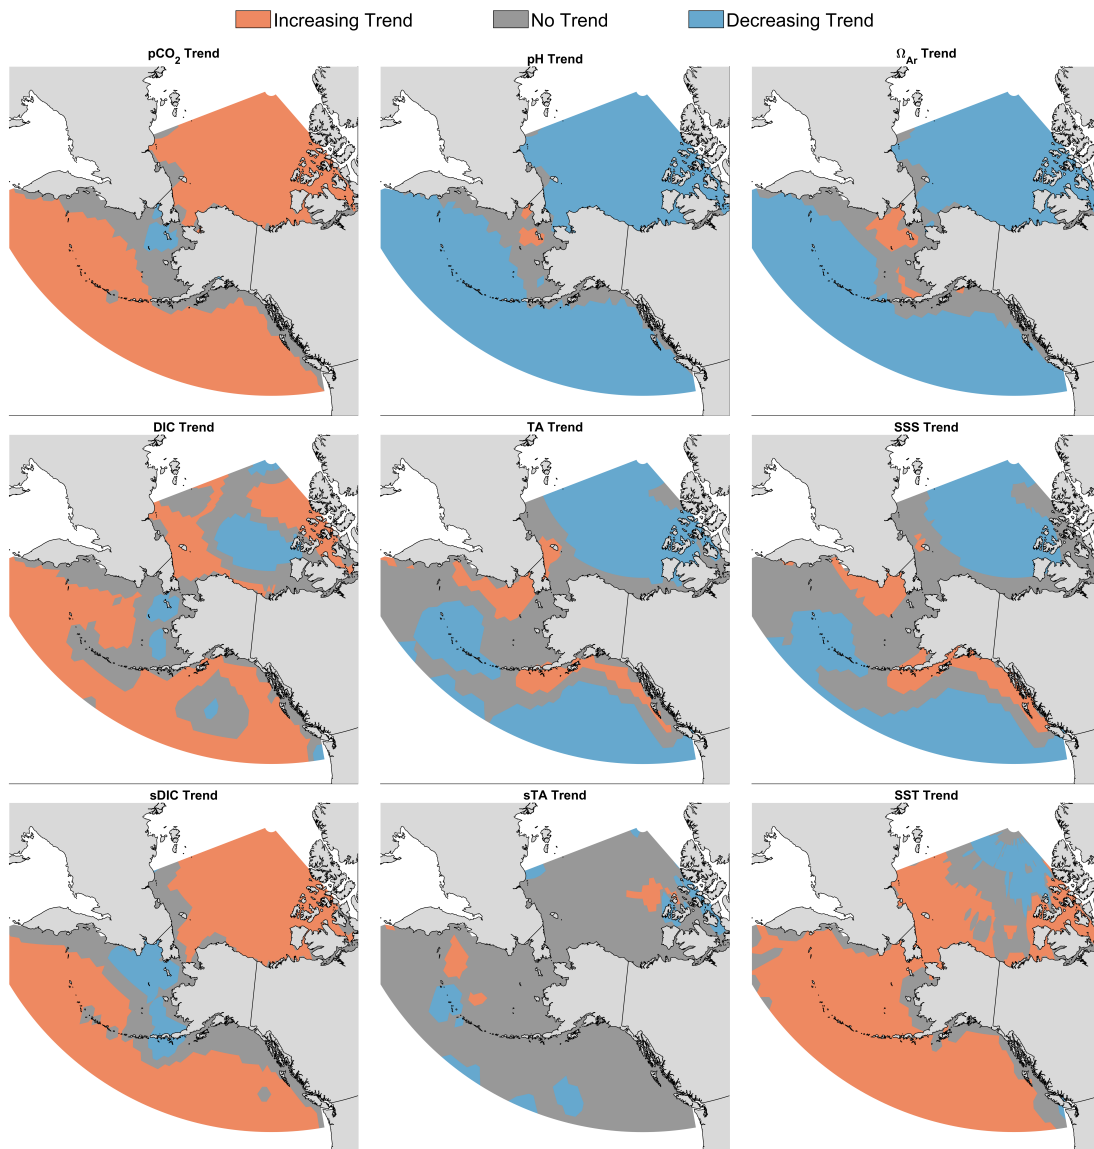 Increasing Trend No Trend Decreasing Trend
pCO₂ Trend pH Trend Ω_Ar Trend
DIC Trend TA Trend SSS Trend
sDIC Trend sTA Trend SST Trend